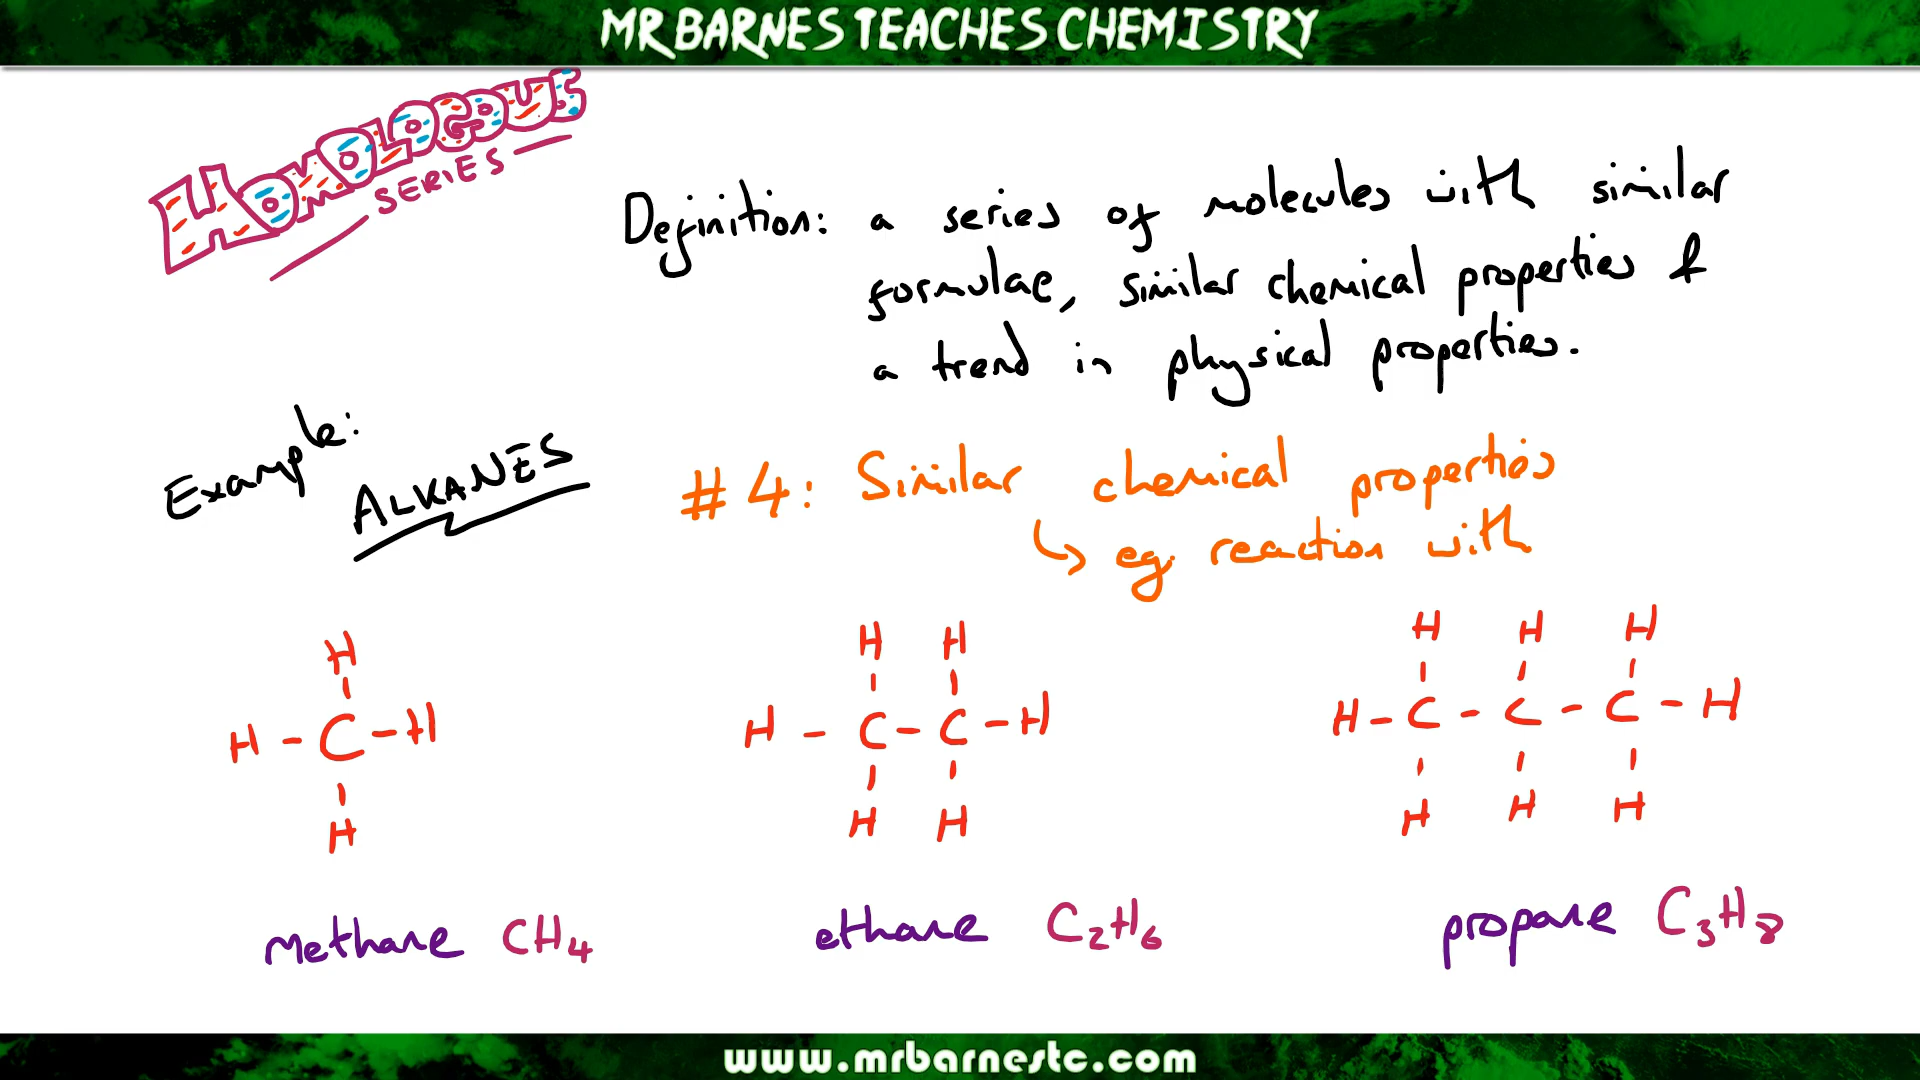 MR BARNES TEACHES CHEMISTRY
HOMOLOGOUS
SERIES
Definition: a series of molecules with similar
formulae, similar chemical properties &
a trend in physical properties.
Example:
ALKANES
#4: Similar chemical properties
↳ eg. reaction with
H
H - C - H
H
H H
H - C - C - H
H H
H H H
H - C - C - C - H
H H H
methane CH₄
ethane C₂H₆
propane C₃H₈
www.mrbarnestc.com